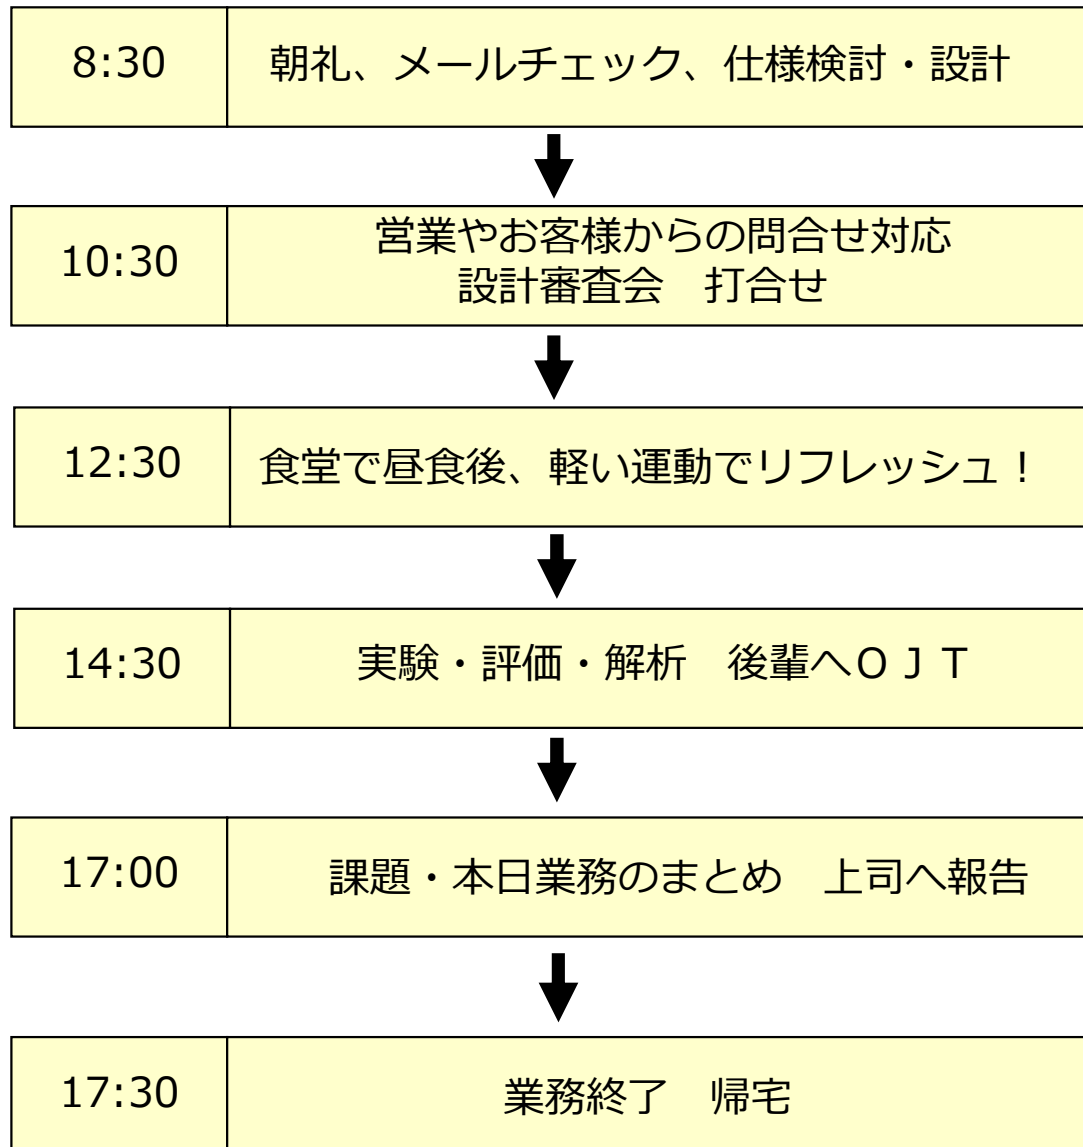 8:30
朝礼、メールチェック、仕様検討・設計
10:30
営業やお客様からの問合せ対応
設計審査会　打合せ
12:30
食堂で昼食後、軽い運動でリフレッシュ！
14:30
実験・評価・解析　後輩へＯＪＴ
17:00
課題・本日業務のまとめ　上司へ報告
17:30
業務終了　帰宅